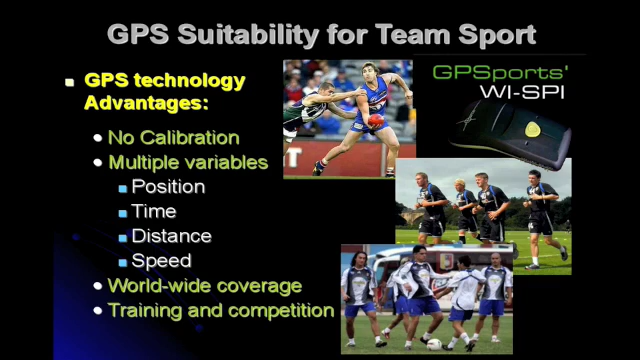 GPS Suitability for Team Sport
GPS technology
Advantages:
No Calibration
Multiple variables
Position
Time
Distance
Speed
World-wide coverage
Training and competition
GPSports'
WI-SPI